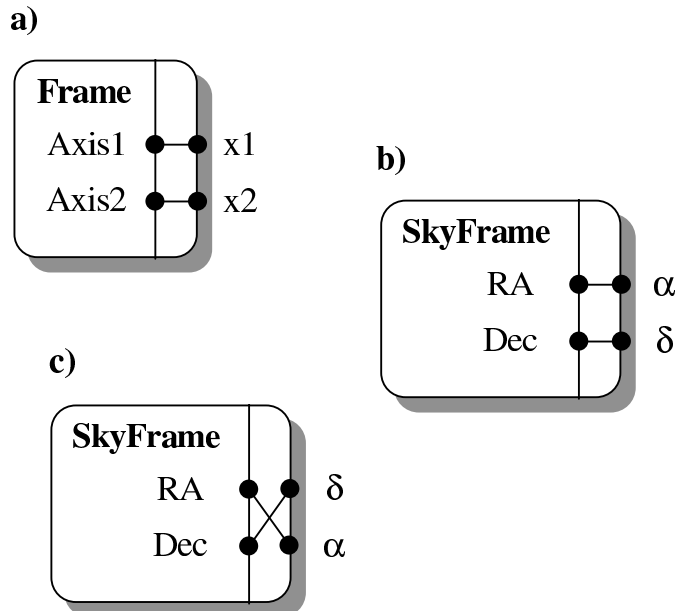 a)
Frame
Axis1 x1
Axis2 x2
b)
SkyFrame
RA α
Dec δ
c)
SkyFrame
RA δ
Dec α